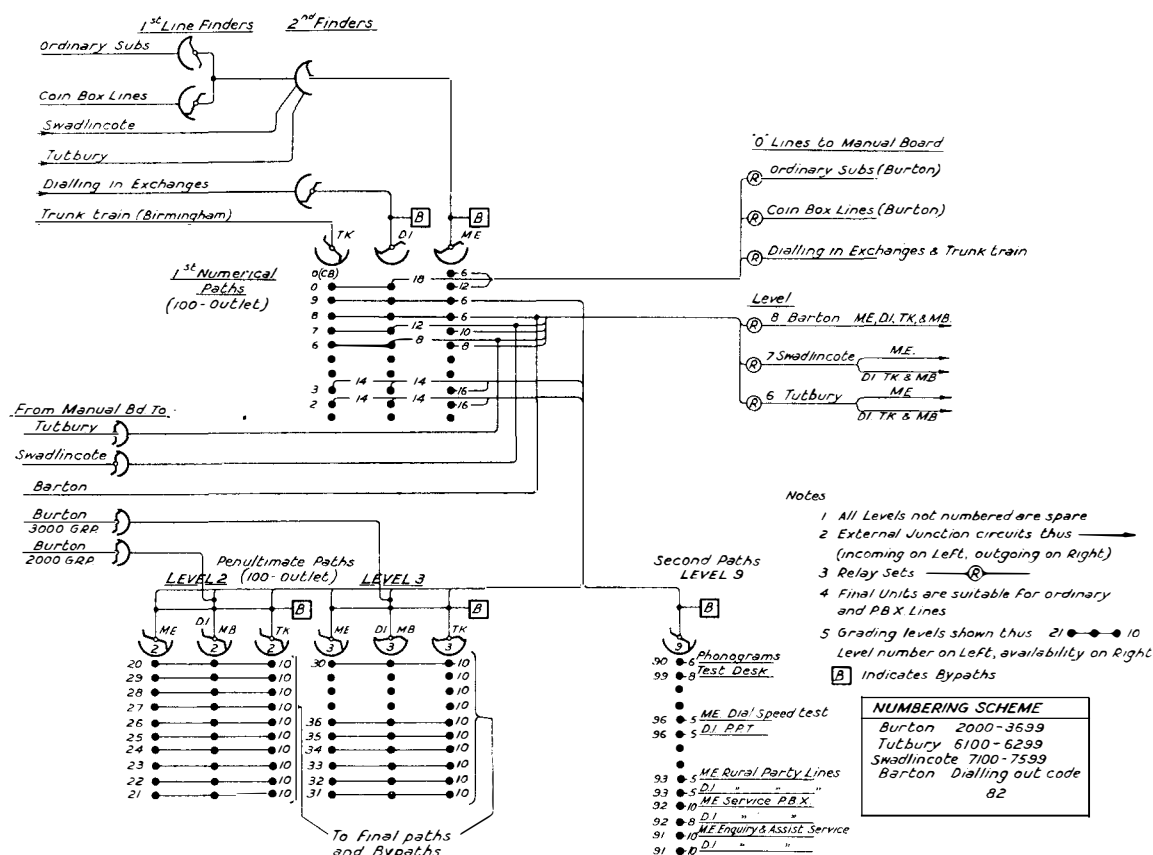 1st Line Finders
2nd Finders
Ordinary Subs
Coin Box Lines
Swadlincote
Tutbury
Dialling in Exchanges
Trunk train (Birmingham)
B
B
TK
DI
ME
1st Numerical
Paths
(100-Outlet)
0(CB)
6
0
18
12
9
6
8
6
7
12
10
6
8
8
3
14
14
16
2
14
14
16
"O" Lines to Manual Board
R Ordinary Subs (Burton)
R Coin Box Lines (Burton)
R Dialling in Exchanges & Trunk train
Level
R 8 Barton ME, DI, TK, & MB.
R 7 Swadlincote
ME.
DI TK & MB
R 6 Tutbury
ME
DI TK & MB
From Manual Bd To
Tutbury
Swadlincote
Barton
Burton
3000 GRP.
Burton
2000 GRP
Penultimate Paths
(100-Outlet)
LEVEL 2
LEVEL 3
B
B
ME
DI
MB
TK
ME
DI
MB
TK
2
2
2
3
3
3
20
10
29
10
28
10
27
10
26
10
25
10
24
10
23
10
22
10
21
10
30
10
10
10
10
36
10
35
10
34
10
33
10
32
10
31
10
To Final paths
and Bypaths
Second Paths
LEVEL 9
B
9
90 6 Phonograms
99 8 Test Desk
96 5 ME. Dial Speed test
96 5 D.I. P.P.T
93 5 ME Rural Party Lines
93 5 D.I " " "
92 10 ME Service P.B.X.
92 8 D.I " "
91 10 M.E Enquiry & Assist Service
91 10 D.I " "
Notes
1 All Levels not numbered are spare
2 External Junction circuits thus
(incoming on Left, outgoing on Right)
3 Relay Sets R
4 Final Units are suitable for ordinary
and P.B.X. Lines
5 Grading levels shown thus 21 10
Level number on Left, availability on Right
B Indicates Bypaths
NUMBERING SCHEME
Burton 2000-3699
Tutbury 6100-6299
Swadlincote 7100-7599
Barton Dialling out code
82